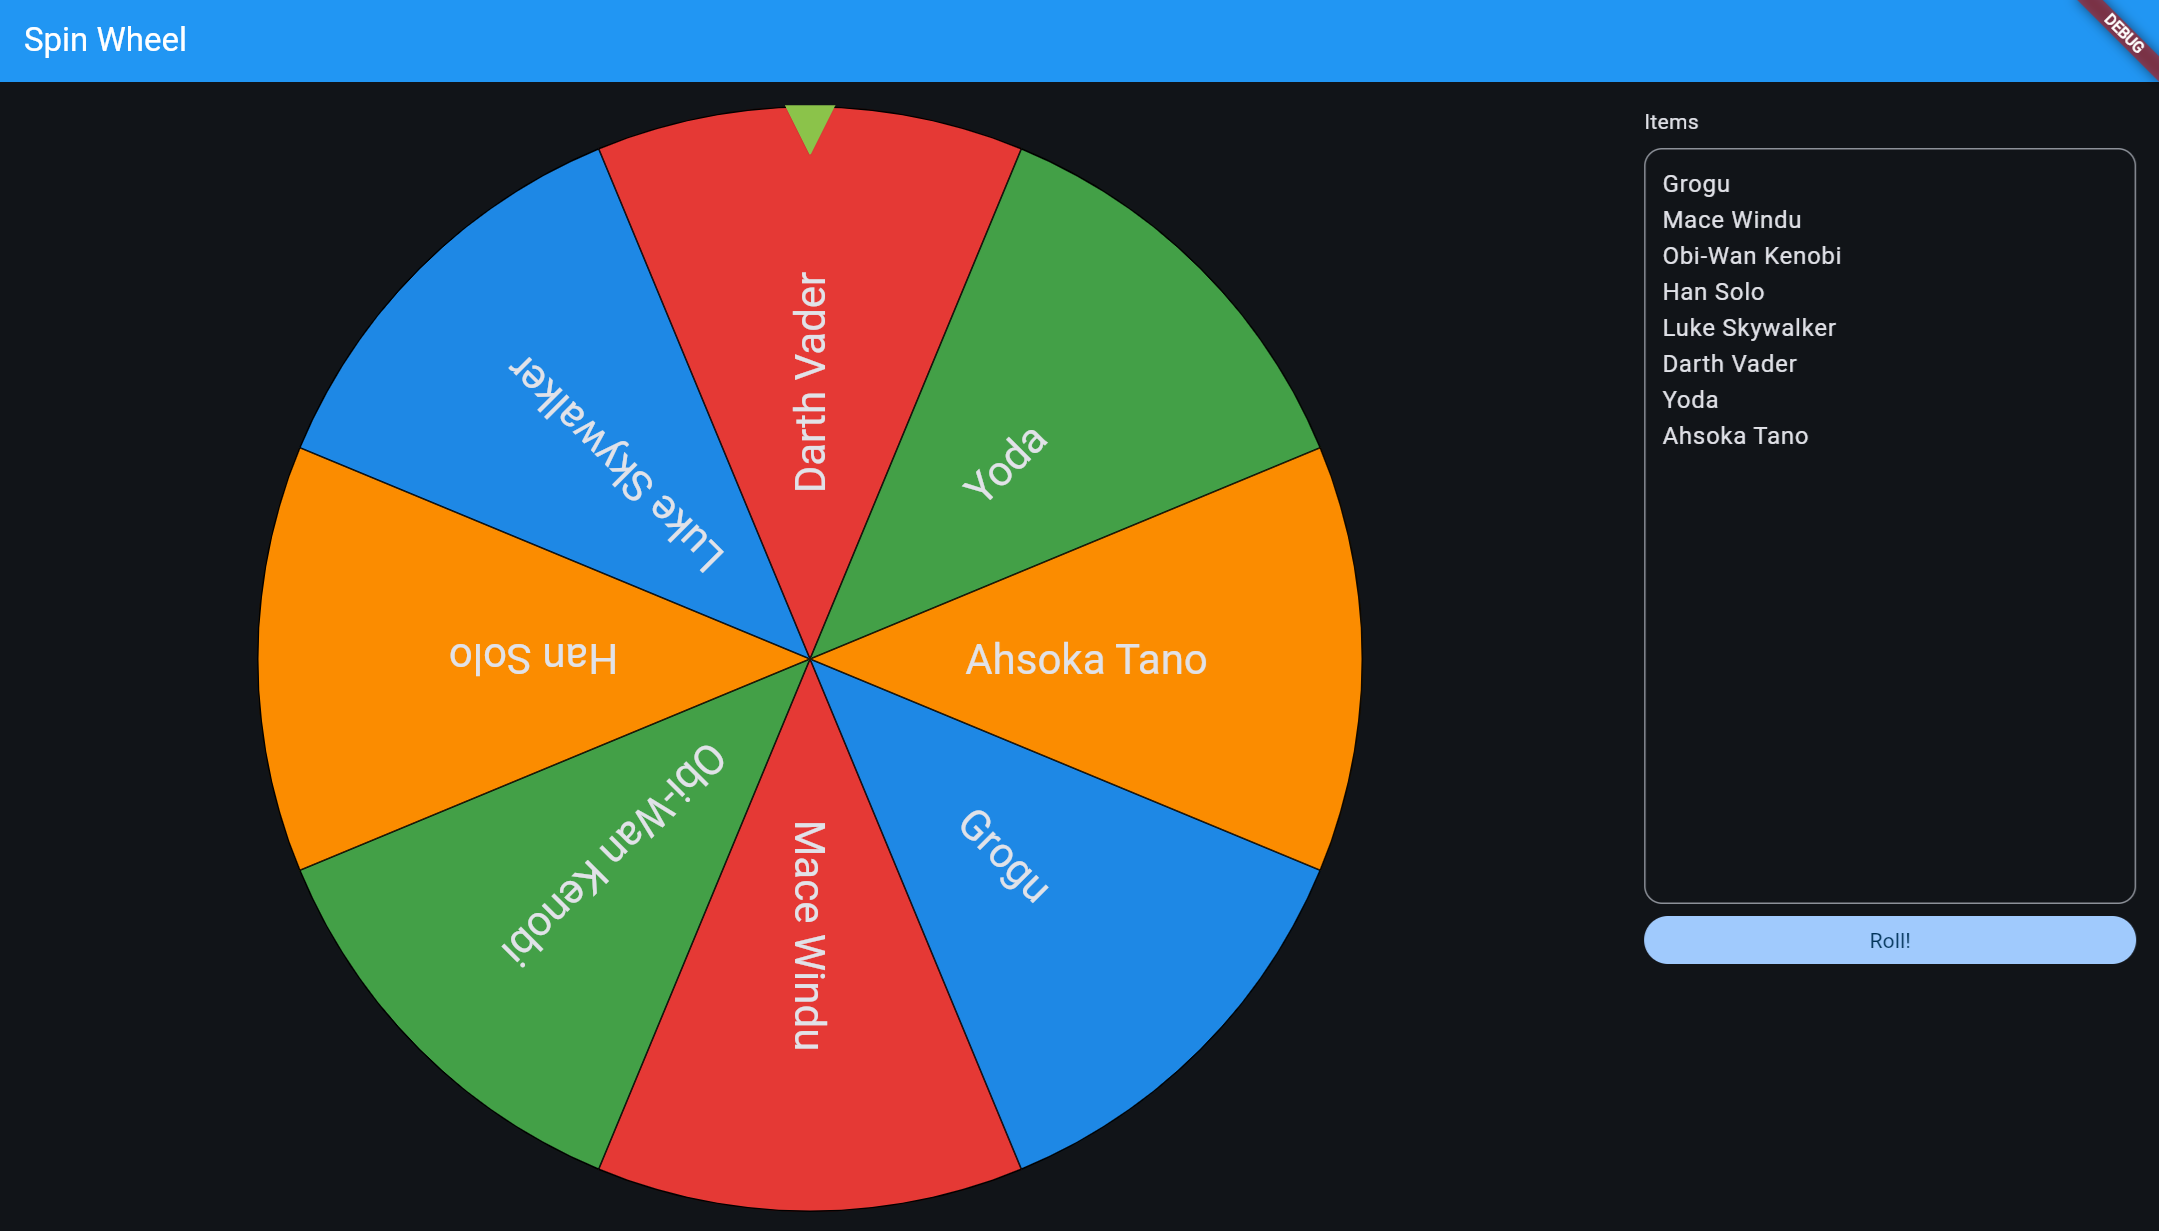 Spin Wheel
DEBUG
Darth Vader
Yoda
Luke Skywalker
Han Solo
Ahsoka Tano
Obi-Wan Kenobi
Mace Windu
Grogu
Items
Grogu
Mace Windu
Obi-Wan Kenobi
Han Solo
Luke Skywalker
Darth Vader
Yoda
Ahsoka Tano
Roll!